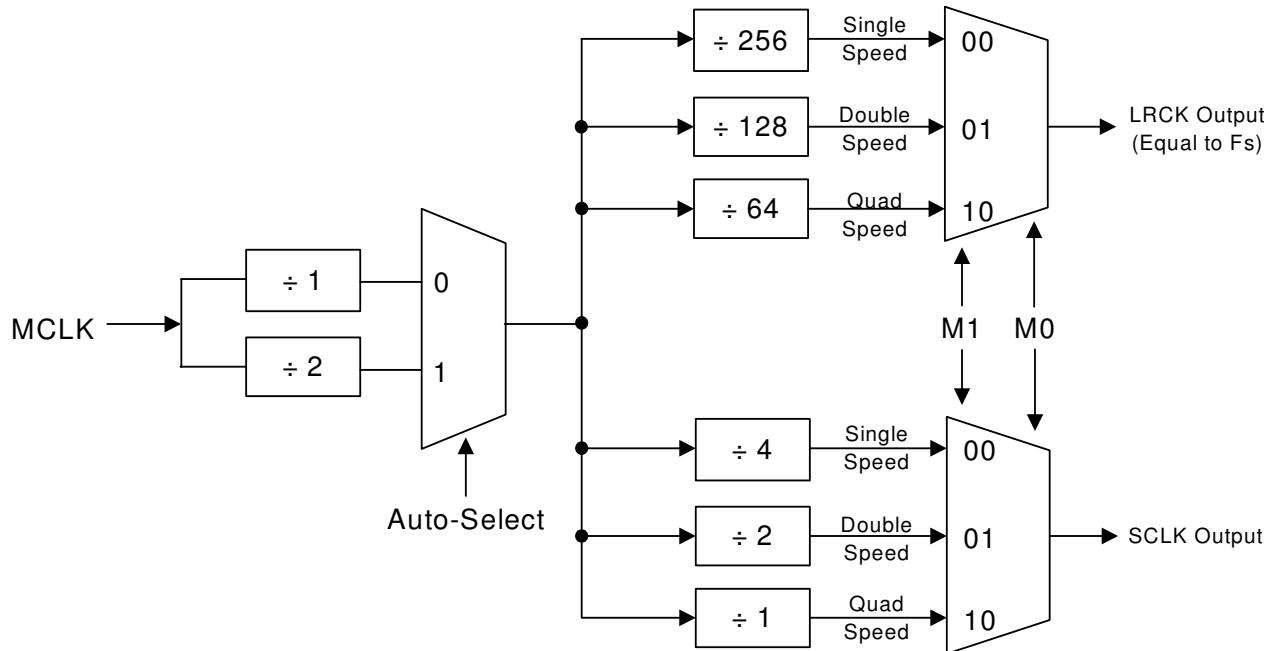 ÷ 256
Single
Speed
00
÷ 128
Double
Speed
01
LRCK Output
(Equal to Fs)
÷ 64
Quad
Speed
10
MCLK
÷ 1
0
÷ 2
1
Auto-Select
M1
M0
÷ 4
Single
Speed
00
÷ 2
Double
Speed
01
SCLK Output
÷ 1
Quad
Speed
10